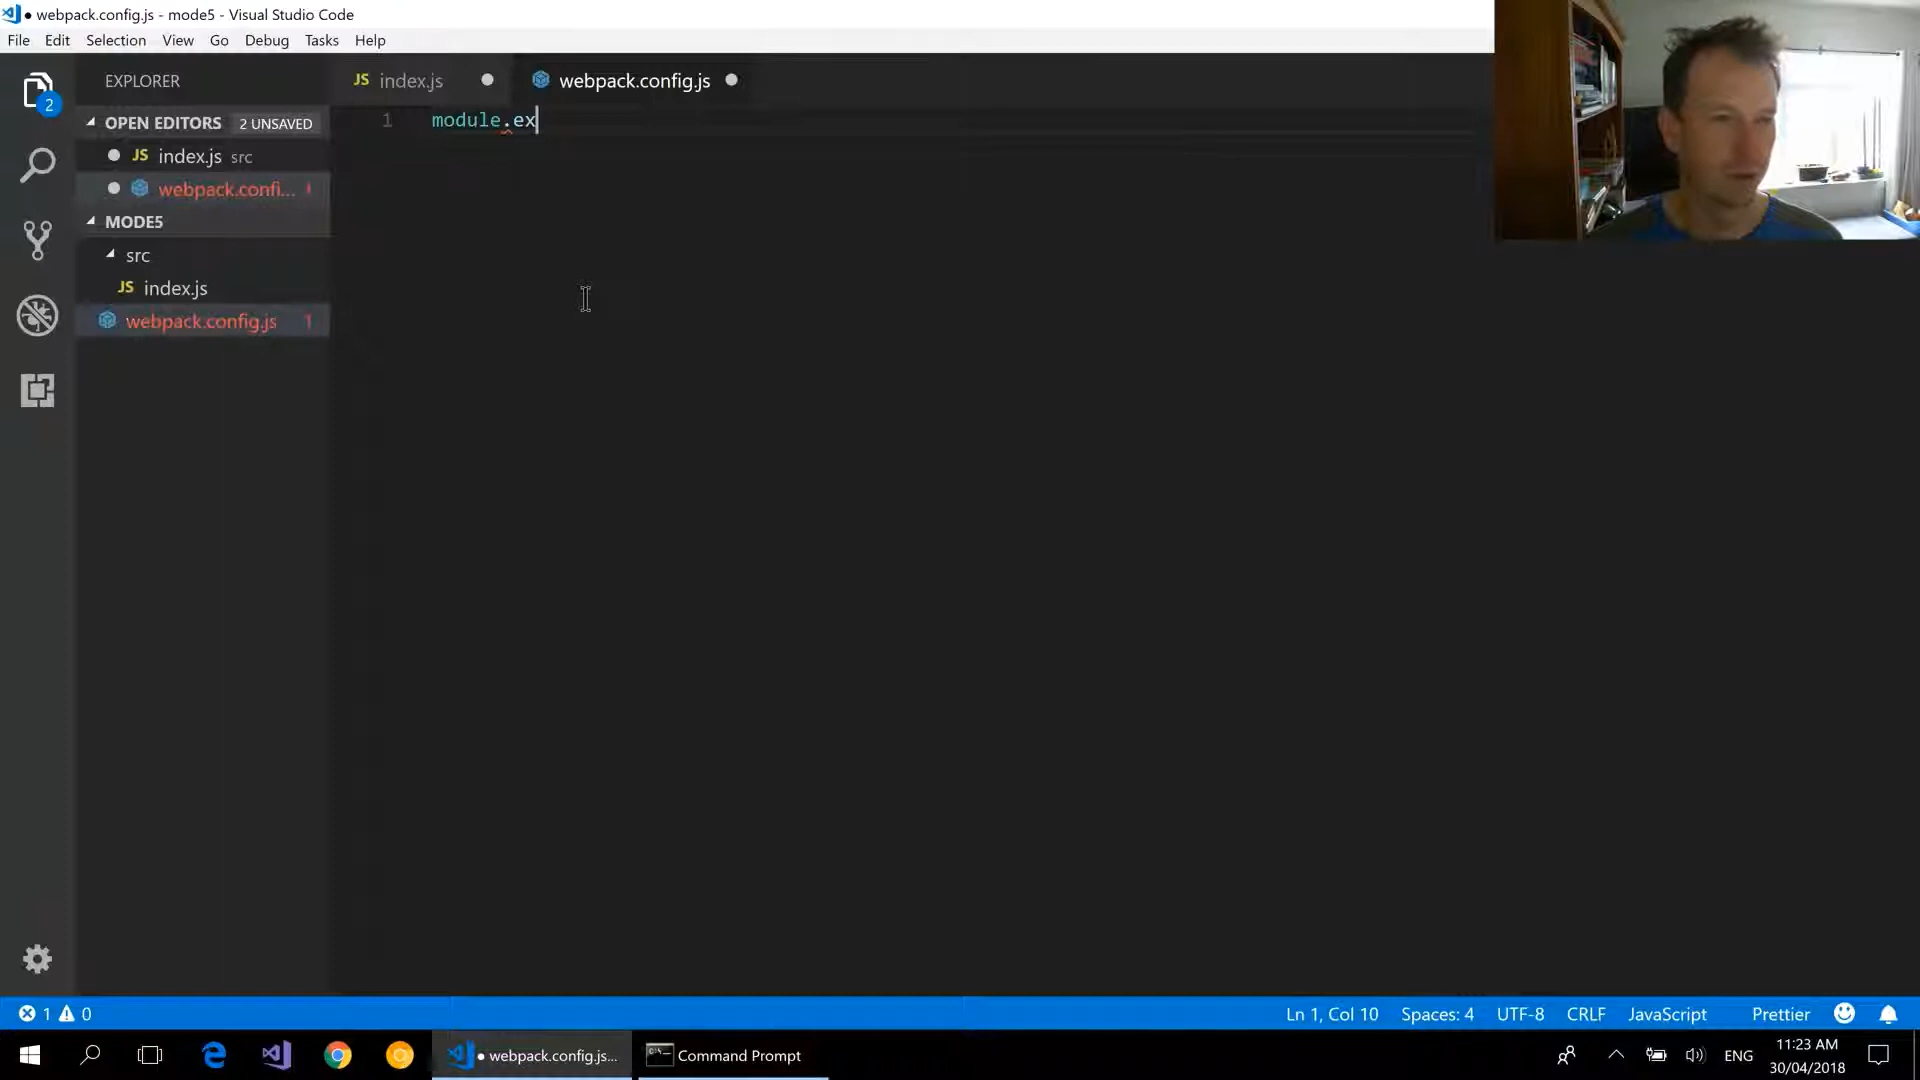 webpack.config.js - mode5 - Visual Studio Code
File Edit Selection View Go Debug Tasks Help
EXPLORER
JS index.js
webpack.config.js
2
OPEN EDITORS 2 UNSAVED
1 module.ex
JS index.js src
webpack.confi... 1
MODE5
src
JS index.js
webpack.config.js 1
1 0
Ln 1, Col 10 Spaces: 4 UTF-8 CRLF JavaScript Prettier
webpack.config.js... Command Prompt
ENG
11:23 AM
30/04/2018